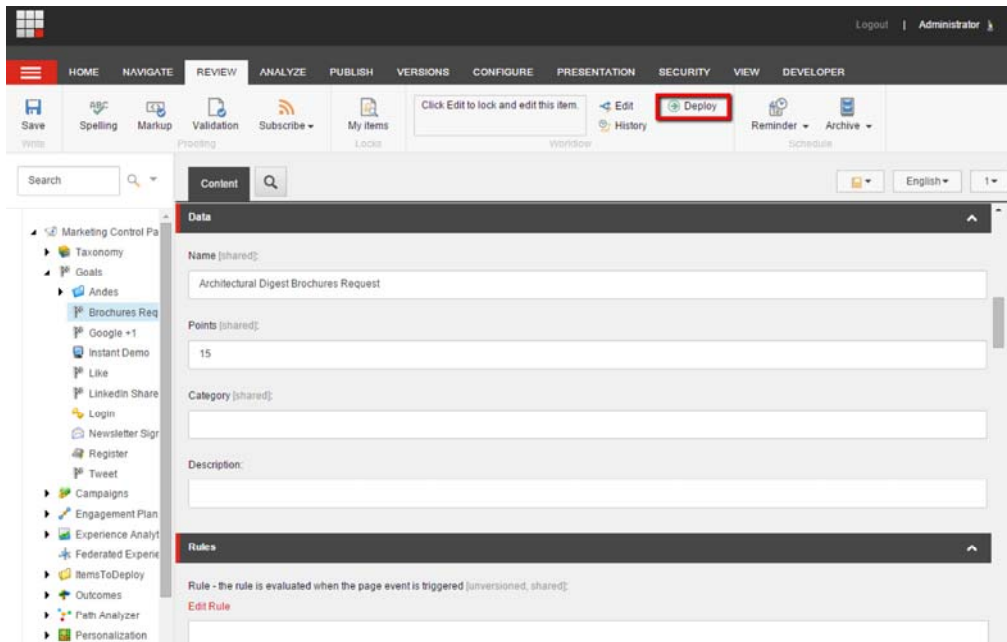 Logout | Administrator
HOME NAVIGATE REVIEW ANALYZE PUBLISH VERSIONS CONFIGURE PRESENTATION SECURITY VIEW DEVELOPER
Save
Write
ABC
Spelling
Markup
Validation
Subscribe
Proofing
My items
Locks
Click Edit to lock and edit this item.
Edit
History
Deploy
Workflow
Reminder
Archive
Schedule
Search
Content
English
1
Marketing Control Pa
Taxonomy
Goals
Andes
Brochures Req
Google +1
Instant Demo
Like
LinkedIn Share
Login
Newsletter Sigr
Register
Tweet
Campaigns
Engagement Plan
Experience Analyt
Federated Experie
ItemsToDeploy
Outcomes
Path Analyzer
Personalization
Data
Name [shared]:
Architectural Digest Brochures Request
Points [shared]:
15
Category [shared]:
Description:
Rules
Rule - the rule is evaluated when the page event is triggered [unversioned, shared]:
Edit Rule